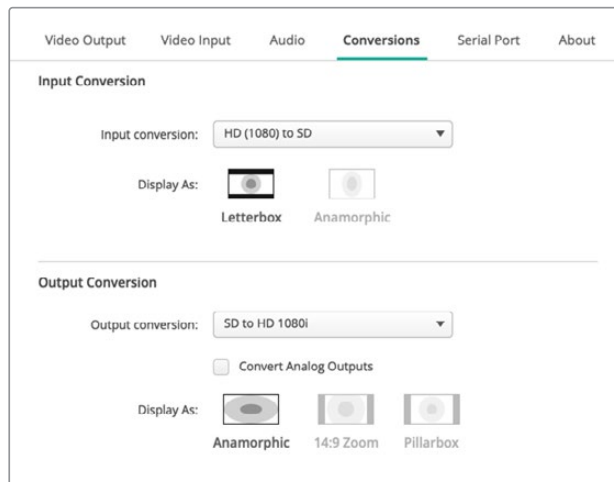 Video Output Video Input Audio Conversions Serial Port About
Input Conversion
Input conversion: HD (1080) to SD
Display As:
Letterbox Anamorphic
Output Conversion
Output conversion: SD to HD 1080i
Convert Analog Outputs
Display As:
Anamorphic 14:9 Zoom Pillarbox